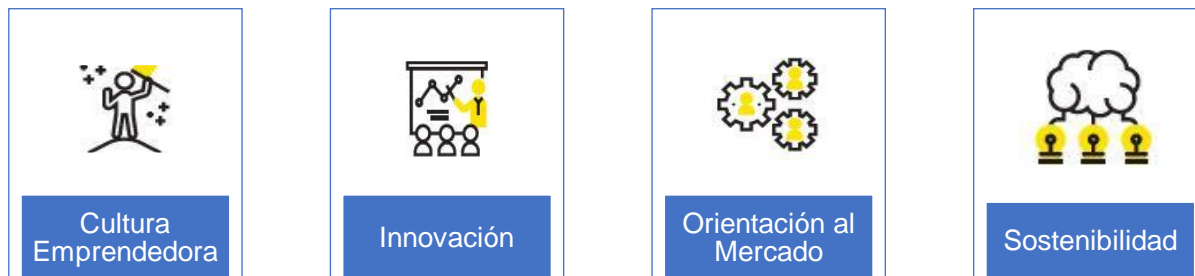 Cultura
Emprendedora
Innovación
Orientación al
Mercado
Sostenibilidad